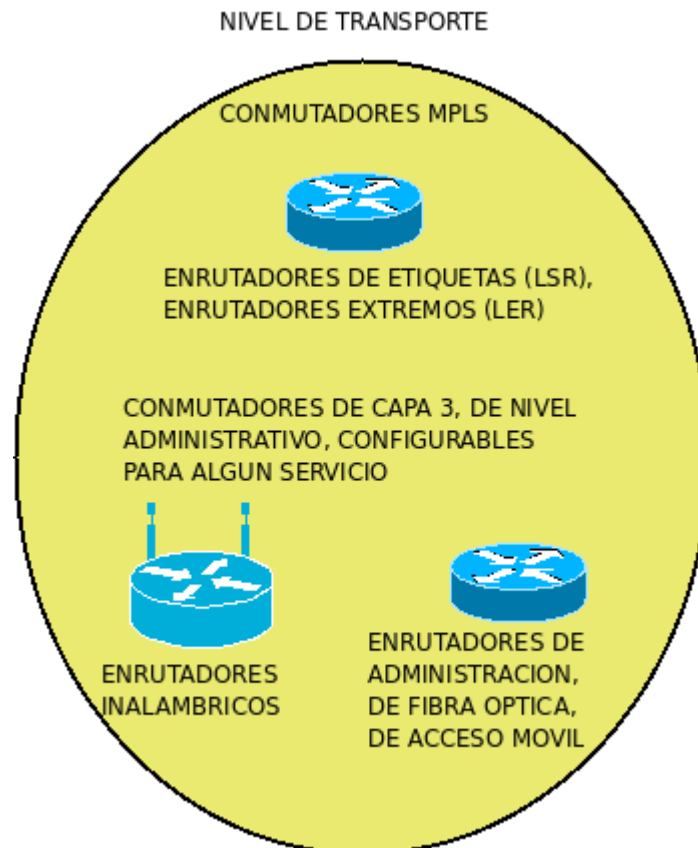 NIVEL DE TRANSPORTE
CONMUTADORES MPLS
ENRUTADORES DE ETIQUETAS (LSR),
ENRUTADORES EXTREMOS (LER)
CONMUTADORES DE CAPA 3, DE NIVEL
ADMINISTRATIVO, CONFIGURABLES
PARA ALGUN SERVICIO
ENRUTADORES
INALAMBRICOS
ENRUTADORES DE
ADMINISTRACION,
DE FIBRA OPTICA,
DE ACCESO MOVIL